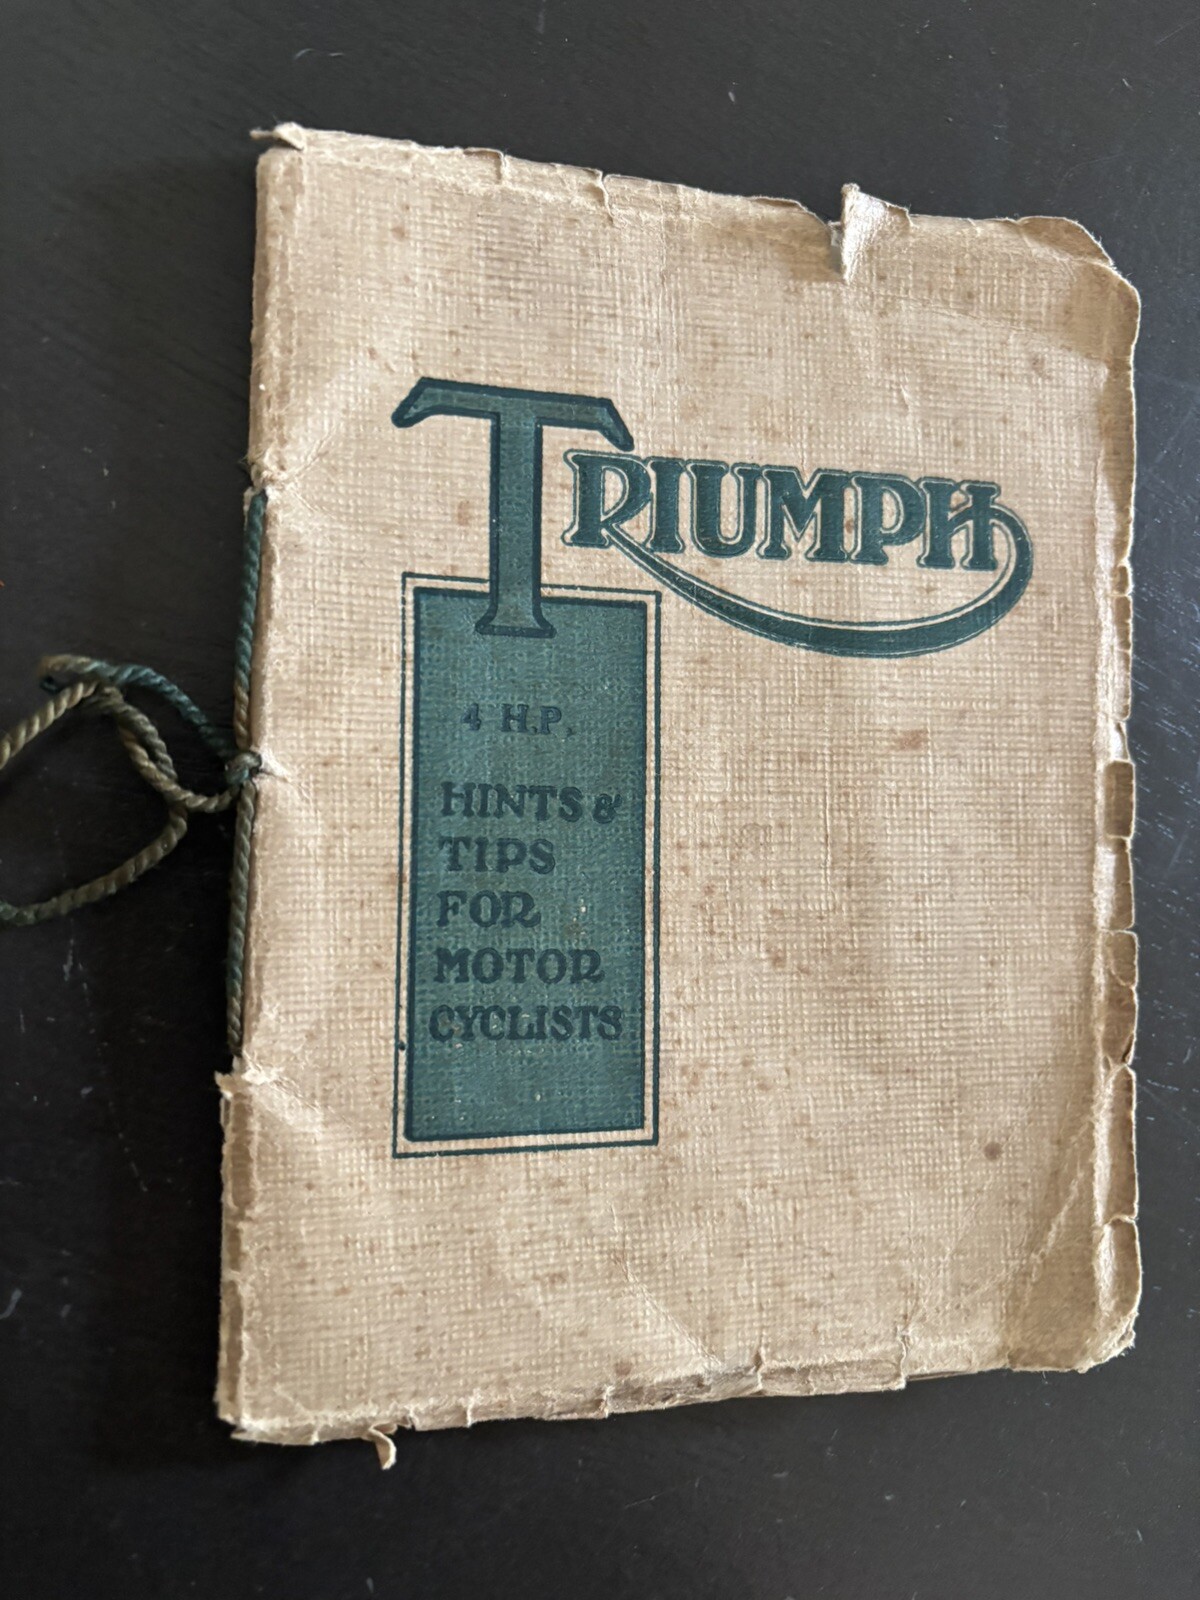 TRIUMPH
4 H.P.
HINTS &
TIPS
FOR
MOTOR
CYCLISTS